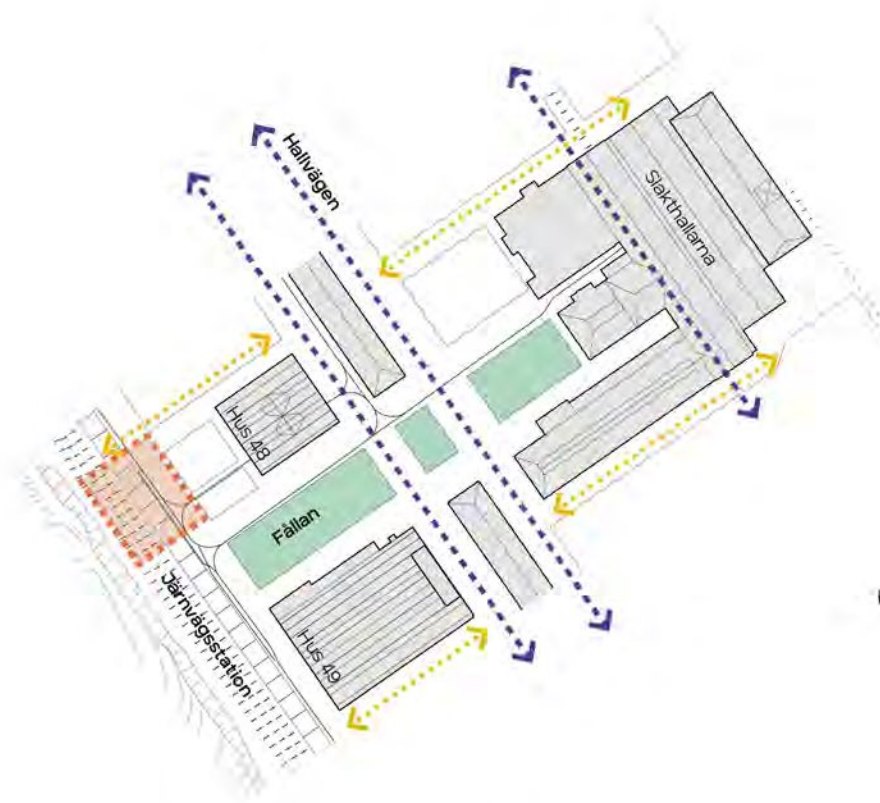 Hallvägen
Slakthallarna
Hus 48
Fållan
Järnvägsstation
Hus 49